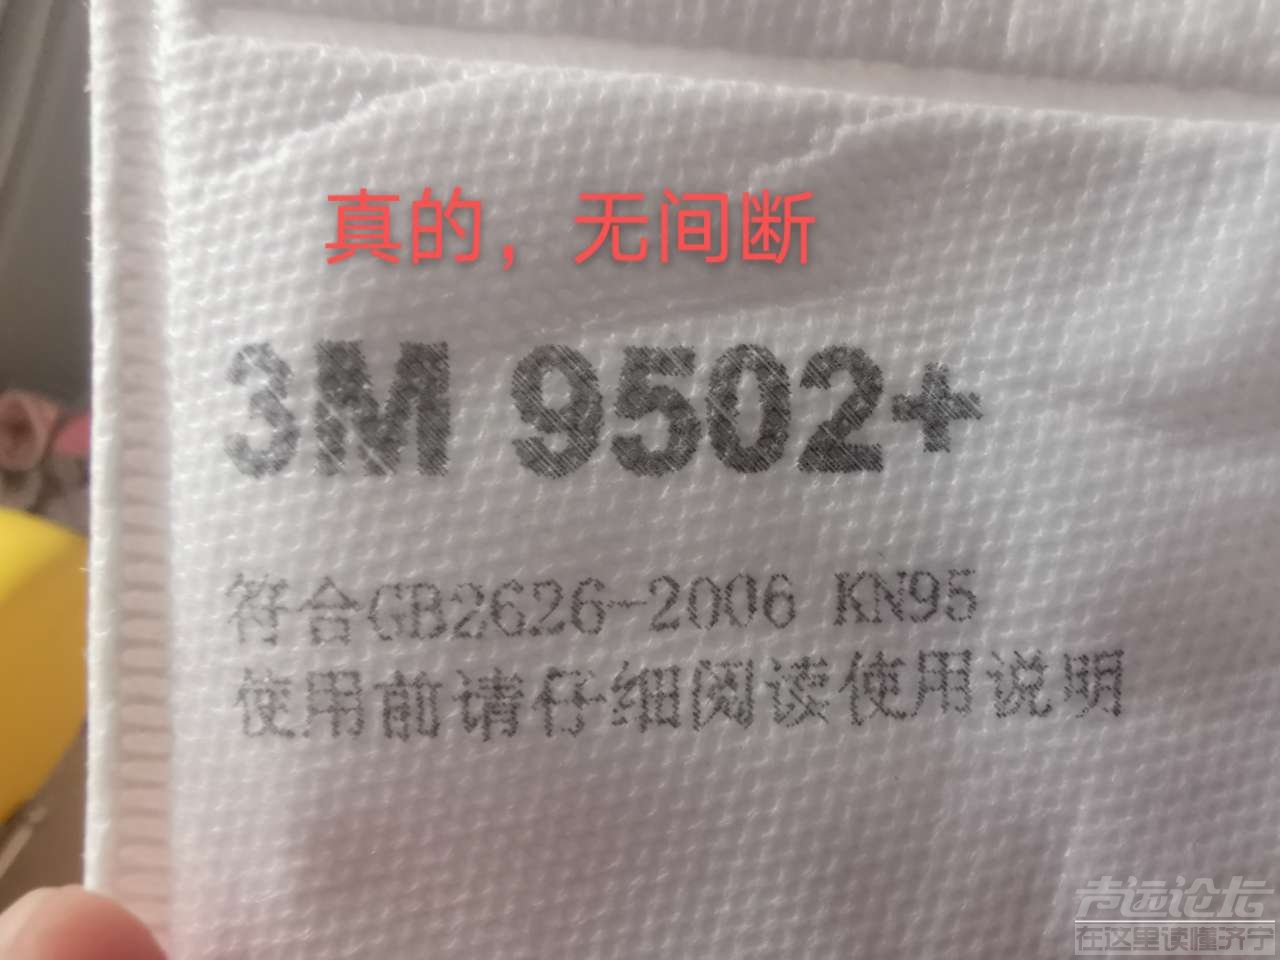 真的，无间断
3M 9502+
符合GB2626-2006 KN95
使用前请仔细阅读使用说明
声远论坛
在这里读懂济宁